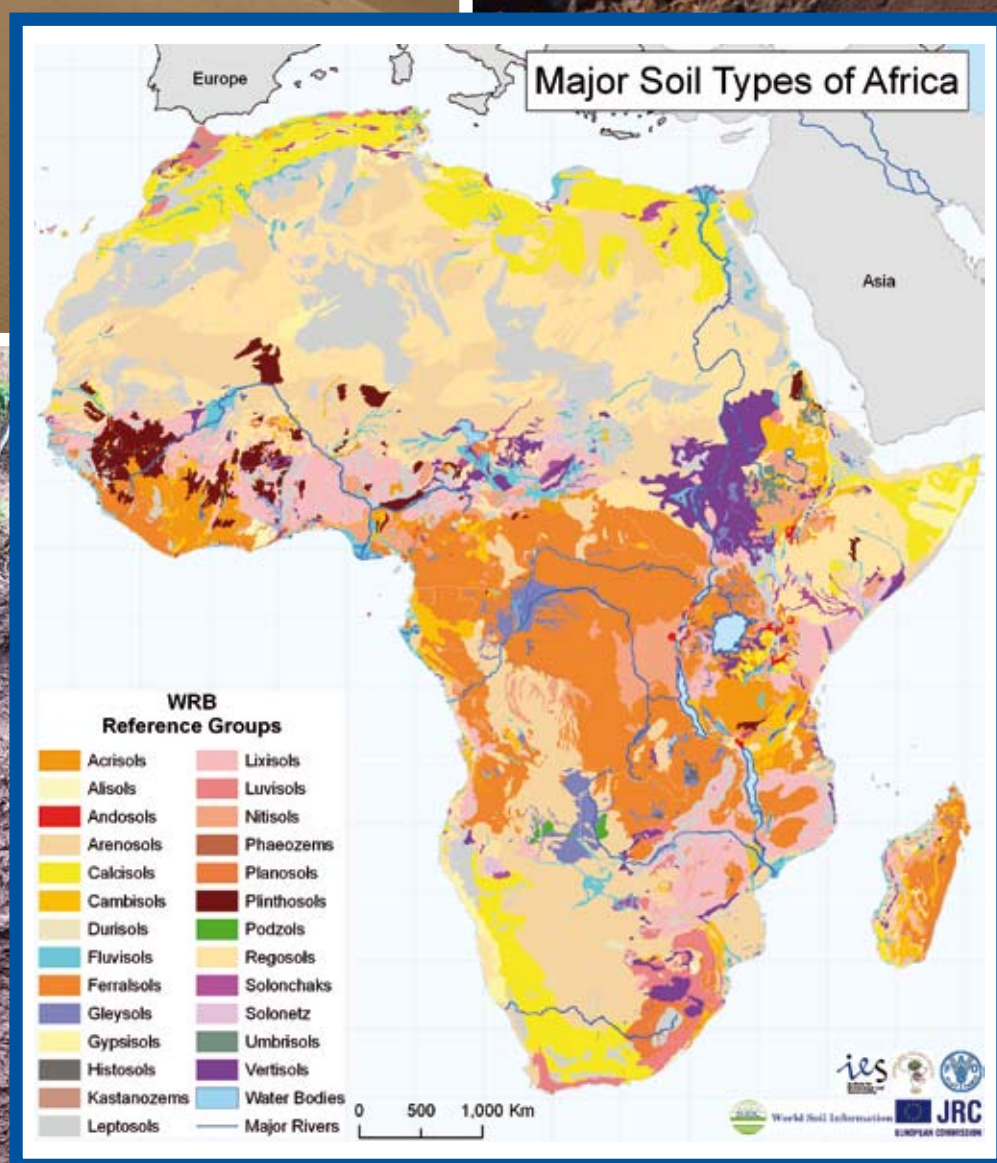 Major Soil Types of Africa
Europe
Asia
WRB
Reference Groups
Acrisols
Alisols
Andosols
Arenosols
Calcisols
Cambisols
Durisols
Fluvisols
Ferralsols
Gleysols
Gypsisols
Histosols
Kastanozems
Leptosols
Lixisols
Luvisols
Nitisols
Phaeozems
Planosols
Plinthosols
Podzols
Regosols
Solonchaks
Solonetz
Umbrisols
Vertisols
Water Bodies
Major Rivers
0 500 1,000 Km
ies
World Soil Information
JRC
EUROPEAN COMMISSION